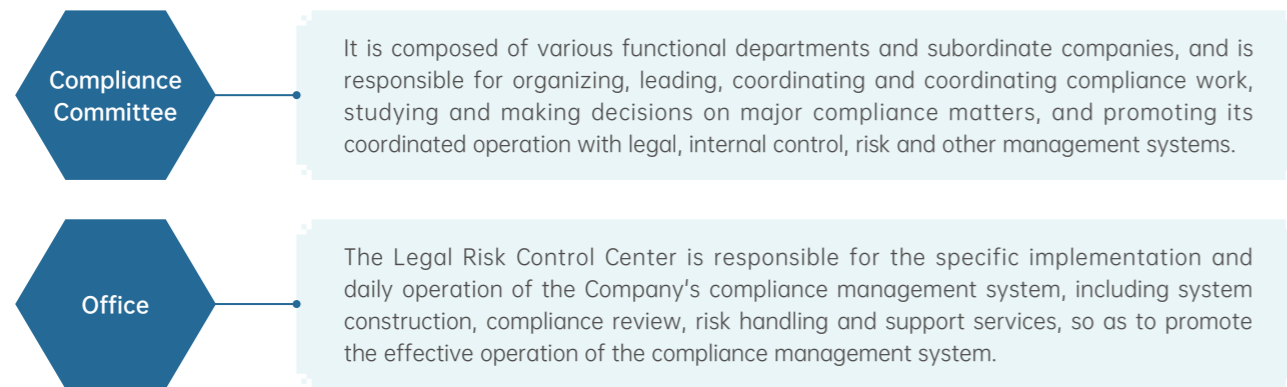 Compliance
Committee
It is composed of various functional departments and subordinate companies, and is
responsible for organizing, leading, coordinating and coordinating compliance work,
studying and making decisions on major compliance matters, and promoting its
coordinated operation with legal, internal control, risk and other management systems.
Office
The Legal Risk Control Center is responsible for the specific implementation and
daily operation of the Company's compliance management system, including system
construction, compliance review, risk handling and support services, so as to promote
the effective operation of the compliance management system.